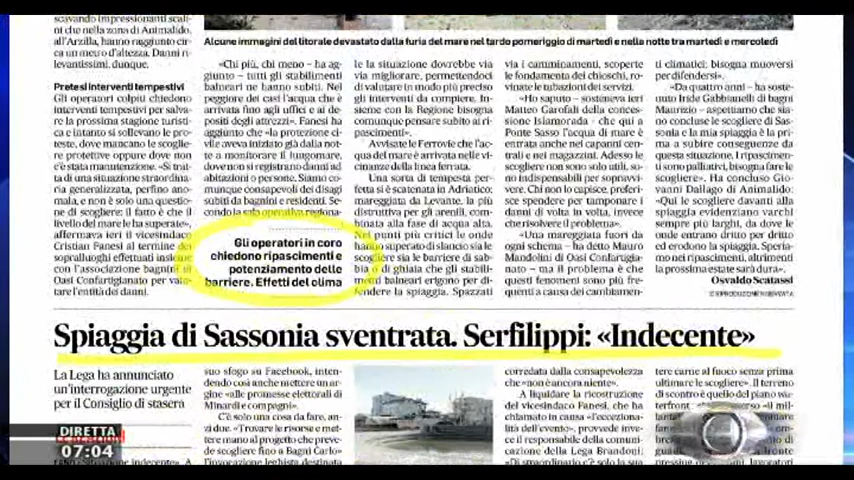 scavando impressionanti scali-
ni che nella zona di Animalido,
all'Arzilla, hanno raggiunto cir-
ca un metro d'altezza. Danni ri-
levantissimi, dunque.
Pretesi interventi tempestivi
Gli operatori colpiti chiedono
interventi tempestivi per salva-
re la prossima stagione turisti-
ca e intanto si sollevano le pro-
teste, dove mancano le scoglie-
re protettive oppure dove non
c'è stata manutenzione. «Si trat-
ta di una situazione straordina-
ria generalizzata, perfino ano-
mala, e non è solo una questio-
ne di scogliere: il fatto è che il
livello del mare ha superate»,
affermava ieri il vicesindaco
Cristian Fanesi al termine dei
sopralluoghi effettuati insieme
con l'associazione bagnini di
Oasi Confartigianato per valu-
tare l'entità dei danni.
Alcune immagini del litorale devastato dalla furia del mare nel tardo pomeriggio di martedì e nella notte tra martedì e mercoledì
«Chi più, chi meno - ha ag-
giunto - tutti gli stabilimenti
balneari ne hanno subiti. Nel
peggiore dei casi l'acqua che è
arrivata fino agli uffici e ai de-
positi degli attrezzi». Fanesi ha
aggiunto che «la protezione ci-
vile aveva iniziato già dalla not-
te a monitorare il lungomare,
dove non si registrano danni ad
abitazioni o persone. Siamo co-
munque consapevoli dei disagi
subiti da bagnini e residenti. Se-
condo la sala operativa regiona-
Gli operatori in coro
chiedono ripascimenti e
potenziamento delle
barriere. Effetti del clima
le la situazione dovrebbe via
via migliorare, permettendoci
di valutare in modo più preciso
gli interventi da compiere. In-
sieme con la Regione bisogna
comunque pensare subito ai ri-
pascimenti».
Avvisate le Ferrovie che l'ac-
qua del mare è arrivata nelle vi-
cinanze della linea ferrata.
Una sorta di tempesta per-
fetta si è scatenata in Adriatico:
mareggiata da Levante, la più
distruttiva per gli arenili, com-
binata alla fase di acqua alta.
Nei punti più critici le onde
hanno superato di slancio sia le
scogliere sia le barriere di sab-
bia o di ghiaia che gli stabili-
menti balneari erigono per di-
fendere la spiaggia. Spazzati
via i camminamenti, scoperte
le fondamenta dei chioschi, ro-
vinate le tubazioni dei servizi.
«Ho saputo - sosteneva ieri
Matteo Garofali della conces-
sione Islamorada - che qui a
Ponte Sasso l'acqua di mare è
entrata anche nei capanni cen-
trali e nei magazzini. Adesso le
scogliere non sono solo utili, so-
no indispensabili per sopravvi-
vere. Chi non lo capisce, preferi-
sce spendere per tamponare i
danni di volta in volta, invece
che risolvere il problema».
«Una mareggiata fuori da
ogni schema - ha detto Mauro
Mandolini di Oasi Confartigia-
nato - ma il problema è che
questi fenomeni sono più fre-
quenti a causa dei cambiamen-
ti climatici: bisogna muoversi
per difendersi».
«Da quattro anni - ha soste-
nuto Iride Gabbianelli di bagni
Maurizio - aspettiamo che sia-
no concluse le scogliere di Sas-
sonia e la mia spiaggia è la pri-
ma a subire conseguenze da
questa situazione. I ripascimen-
ti sono palliativi, bisogna fare le
scogliere». Ha concluso Gio-
vanni Dallago di Animalido:
«Qui le scogliere davanti alla
spiaggia evidenziano varchi
sempre più larghi, da dove le
onde entrano dritto per dritto
ed erodono la spiaggia. Speria-
mo nei ripascimenti, altrimenti
la prossima estate sarà dura».
Osvaldo Scatassi
© RIPRODUZIONE RISERVATA
Spiaggia di Sassonia sventrata. Serfilippi: «Indecente»
La Lega ha annunciato
un'interrogazione urgente
per il Consiglio di stasera
suo sfogo su Facebook, inten-
dendo così anche mettere un ar-
gine «alle promesse elettorali di
Minardi e compagni».
C'è solo una cosa da fare, an-
zi due. «Trovare le risorse e met-
tere mano al progetto che preve-
de scogliere fino a Bagni Carlo»
l'invocazione leghista destinata
corredata dalla consapevolezza
che «non è ancora niente».
A liquidare la ricostruzione
del vicesindaco Fanesi, che ha
chiamato in causa «l'ecceziona-
lità dell'evento», provvede inve-
ce il responsabile della comuni-
cazione della Lega Brandoni:
«Di straordinario c'è solo la sua
tere carne al fuoco senza prima
ultimare le scogliere». Il terreno
di scontro è quello del piano wa-
DIRETTA
07:04